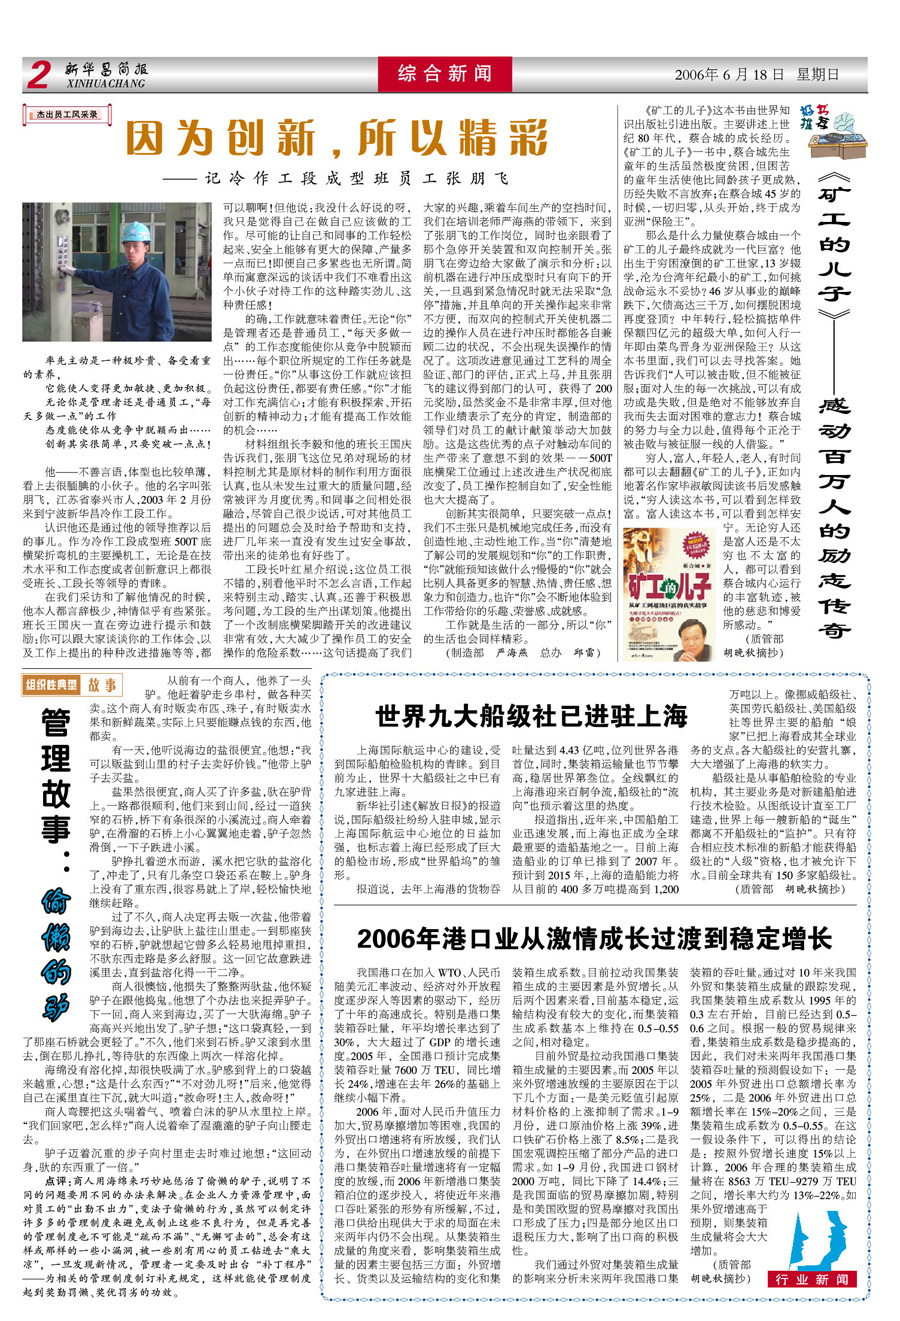 2
新华昌简报
XINHUACHANG
综合新闻
2006年 6 月 18 日 星期日
杰出员工风采录
因为创新,所以精彩
——记冷作工段成型班员工张朋飞
率先主动是一种极珍贵、备受看重
的素养,
它能使人变得更加敏捷、更加积极。
无论你是管理者还是普通员工,“每
天多做一点”的工作
态度能使你从竞争中脱颖而出……
创新其实很简单,只要突破一点点!
他——不善言语,体型也比较单薄,
看上去很腼腆的小伙子。他的名字叫张
朋飞，江苏省泰兴市人,2003 年 2 月份
来到宁波新华昌冷作工段工作。
认识他还是通过他的领导推荐以后
的事儿。作为冷作工段成型班 500T 底
横梁折弯机的主要操机工，无论是在技
术水平和工作态度或者创新意识上都很
受班长、工段长等领导的青睐。
在我们采访和了解他情况的时候，
他本人都言辞极少,神情似乎有些紧张。
班长王国庆一直在旁边进行提示和鼓
励:你可以跟大家谈谈你的工作体会、以
及工作上提出的种种改进措施等等,都
可以聊啊!但他说:我没什么好说的呀,
我只是觉得自己在做自己应该做的工
作。尽可能的让自己和同事的工作轻松
起来、安全上能够有更大的保障、产量多
一点而已!即便自己多累些也无所谓。简
单而寓意深远的谈话中我们不难看出这
个小伙子对待工作的这种踏实劲儿、这
种责任感!
的确,工作就意味着责任。无论“你”
是管理者还是普通员工，“每天多做一
点”的工作态度能使你从竞争中脱颖而
出……每个职位所规定的工作任务就是
一份责任。“你”从事这份工作就应该担
负起这份责任,都要有责任感。“你”才能
对工作充满信心;才能有积极探索、开拓
创新的精神动力;才能有提高工作效能
的机会……
材料组组长李毅和他的班长王国庆
告诉我们,张朋飞这位兄弟对现场的材
料控制尤其是原材料的制作利用方面很
认真,也从未发生过重大的质量问题,经
常被评为月度优秀。和同事之间相处很
融洽,尽管自己很少说话,可对其他员工
提出的问题总会及时给予帮助和支持,
进厂几年来一直没有发生过安全事故,
带出来的徒弟也有好些了。
工段长叶红星介绍说:这位员工很
不错的,别看他平时不怎么言语,工作起
来特别主动、踏实、认真。还善于积极思
考问题,为工段的生产出谋划策。他提出
了一个改制底横梁脚踏开关的改进建议
非常有效,大大减少了操作员工的安全
操作的危险系数……这句话提高了我们
大家的兴趣,乘着车间生产的空挡时间,
我们在培训老师严海燕的带领下，来到
了张朋飞的工作岗位，同时也亲眼看了
那个急停开关装置和双向控制开关。张
朋飞在旁边给大家做了演示和分析:以
前机器在进行冲压成型时只有向下的开
关,一旦遇到紧急情况时就无法采取“急
停”措施,并且单向的开关操作起来非常
不方便，而双向的控制式开关使机器二
边的操作人员在进行冲压时都能各自兼
顾二边的状况，不会出现失误操作的情
况了。这项改进意见通过工艺科的周全
验证、部门的评估,正式上马,并且张朋
飞的建议得到部门的认可，获得了 200
元奖励,虽然奖金不是非常丰厚,但对他
工作业绩表示了充分的肯定，制造部的
领导们对员工的献计献策举动大加鼓
励。这是这些优秀的点子对触动车间的
生产带来了意想不到的效果——500T
底横梁工位通过上述改进生产状况彻底
改变了,员工操作控制自如了,安全性能
也大大提高了。
创新其实很简单，只要突破一点点!
我们不主张只是机械地完成任务,而没有
创造性地、主动性地工作。当“你”清楚地
了解公司的发展规划和“你”的工作职责,
“你”就能预知该做什么?慢慢的“你”就会
比别人具备更多的智慧、热情、责任感、想
象力和创造力。也许“你”会不断地体验到
工作带给你的乐趣、荣誉感、成就感。
工作就是生活的一部分,所以“你”
的生活也会同样精彩。
(制造部 严海燕 总办 邱雷)
好书推荐
《矿工的儿子》——感动百万人的励志传奇
《矿工的儿子》这本书由世界知
识出版社引进出版。主要讲述上世
纪 80 年代，蔡合城的成长经历。
《矿工的儿子》一书中,蔡合城先生
童年的生活虽然极度贫困,但困苦
的童年生活使他比同龄孩子更成熟,
历经失败不言放弃;在蔡合城 45 岁的
时侯,一切归零,从头开始,终于成为
亚洲“保险王”。
那么是什么力量使蔡合城由一个
矿工的儿子最终成就为一代巨富？他
出生于穷困潦倒的矿工世家,13 岁辍
学,沦为台湾年纪最小的矿工,如何挑
战命运永不妥协？46 岁从事业的巅峰
跌下,欠债高达三千万,如何摆脱困境
再度登顶？中年转行,轻松搞掂单件
保额四亿元的超级大单,如何人行一
年即由菜鸟晋身为亚洲保险王？从这
本书里面,我们可以去寻找答案。她
告诉我们“人可以被击败,但不能被征
服;面对人生的每一次挑战,可以有成
功或是失败,但是绝对不能够放弃自
我而失去面对困难的意志力！蔡合城
的努力与全力以赴,值得每个正沦于
被击败与被征服一线的人借鉴。”
穷人,富人,年轻人,老人,有时间
都可以去翻翻《矿工的儿子》,正如内
地著名作家毕淑敏阅读该书后发感触
说,“穷人读这本书,可以看到怎样致
富。富人读这本书,可以看到怎样安
宁。无论穷人还
是富人还是不太
穷也不太富的
人，都可以看到
蔡合城内心运行
的丰富轨迹,被
他的慈悲和博爱
所感动。”
(质管部
胡晓秋摘抄)
蔡合城 著
矿工的儿子
从矿工到超级巨富的真实故事
组织性典型 故事
管理故事：偷懒的驴
从前有一个商人，他养了一头
驴。他赶着驴走乡串村，做各种买
卖。这个商人有时贩卖布匹、珠子,有时贩卖水
果和新鲜蔬菜。实际上只要能赚点钱的东西,他
都卖。
有一天,他听说海边的盐很便宜。他想:“我
可以贩盐到山里的村子去卖好价钱。”他带上驴
子去买盐。
盐果然很便宜,商人买了许多盐,驮在驴背
上。一路都很顺利,他们来到山间,经过一道狭
窄的石桥,桥下有条很深的小溪流过。商人牵着
驴,在滑溜的石桥上小心翼翼地走着,驴子忽然
滑倒，一下子跌进小溪。
驴挣扎着逆水而游，溪水把它驮的盐溶化
了,冲走了,只有几条空口袋还系在鞍上。驴身
上没有了重东西,很容易就上了岸,轻松愉快地
继续赶路。
过了不久,商人决定再去贩一次盐,他带着
驴到海边去,让驴驮上盐往山里走。一到那座狭
窄的石桥,驴就想起它曾多么轻易地甩掉重担,
不驮东西走路是多么舒服。这一回它故意跌进
溪里去,直到盐溶化得一干二净。
商人很懊恼,他损失了整整两驮盐,他怀疑
驴子在跟他捣鬼。他想了个办法也来捉弄驴子。
下一回,商人来到海边,买了一大驮海绵。驴子
高高兴兴地出发了。驴子想:“这口袋真轻,一到
了那座石桥就会更轻了。”不久,他们来到石桥。驴又滚到水里
去,倒在那儿挣扎,等待驮的东西像上两次一样溶化掉。
海绵没有溶化掉,却很快吸满了水。驴感到背上的口袋越
来越重,心想:“这是什么东西?”“不对劲儿呀!”后来,他觉得
自己在溪里直往下沉,就大叫道:“救命呀!主人,救命呀!”
商人弯腰把这头喘着气、喷着白沫的驴从水里拉上岸。
“我们回家吧,怎么样?”商人说着牵了湿漉漉的驴子向山腰走
去。
驴子迈着沉重的步子向村里走去时难过地想:“这回动
身,驮的东西重了一倍。”
点评:商人用海绵来巧妙地惩治了偷懒的驴子,说明了不
同的问题要用不同的办法来解决。在企业人力资源管理中,面
对员工的“出勤不出力”,变法子偷懒的行为,虽然可以制定许
许多多的管理制度来避免或制止这些不良行为，但是再完善
的管理制度也不可能是“疏而不漏”、“无懈可击的”,总会有这
样或那样的一些小漏洞,被一些别有用心的员工钻进去“乘大
凉”，一旦发现新情况，管理者一定要及时出台“补丁程序”
——为相关的管理制度制订补充规定，这样就能使管理制度
起到奖勤罚懒、奖优罚劣的功效。
世界九大船级社已进驻上海
上海国际航运中心的建设,受
到国际船舶检验机构的青睐。到目
前为止，世界十大船级社之中已有
九家进驻上海。
新华社引述《解放日报》的报道
说,国际船级社纷纷入驻申城,显示
上海国际航运中心地位的日益加
强，也标志着上海已经形成了巨大
的船检市场,形成“世界船坞”的雏
形。
报道说，去年上海港的货物吞
吐量达到 4.43 亿吨,位列世界各港
首位,同时,集装箱运输量也节节攀
高,稳居世界第叁位。全线飘红的
上海港迎来百舸争流,船级社的“流
向”也预示着这里的热度。
报道指出,近年来,中国船舶工
业迅速发展,而上海也正成为全球
最重要的造船基地之一。目前上海
造船业的订单已排到了 2007 年。
预计到 2015 年,上海的造船能力将
从目前的 400 多万吨提高到 1,200
万吨以上。像挪威船级社、
英国劳氏船级社、美国船级
社等世界主要的船舶“娘
家”已把上海看成其全球业
务的支点。各大船级社的安营扎寨,
大大增强了上海港的软实力。
船级社是从事船舶检验的专业
机构，其主要业务是对新建船舶进
行技术检验。从图纸设计直至工厂
建造,世界上每一艘新船的“诞生”
都离不开船级社的“监护”。只有符
合相应技术标准的新船才能获得船
级社的“入级”资格,也才被允许下
水。目前全球共有 150 多家船级社。
(质管部 胡晓秋摘抄)
2006年港口业从激情成长过渡到稳定增长
我国港口在加入 WTO、人民币
随美元汇率波动、经济对外开放程
度逐步深入等因素的驱动下，经历
了十年的高速成长。特别是港口集
装箱吞吐量，年平均增长率达到了
30%，大大超过了 GDP 的增长速
度。2005 年，全国港口预计完成集
装箱吞吐量 7600 万 TEU，同比增
长 24%,增速在去年 26%的基础上
继续小幅下滑。
2006 年,面对人民币升值压力
加大,贸易摩擦增加等困难,我国的
外贸出口增速将有所放缓，我们认
为，在外贸出口增速放缓的前提下
港口集装箱吞吐量增速将有一定幅
度的放缓,而 2006 年新增港口集装
箱泊位的逐步投入，将使近年来港
口吞吐紧张的形势有所缓解,不过,
港口供给出现供大于求的局面在未
来两年内仍不会出现。从集装箱生
成量的角度来看，影响集装箱生成
量的因素主要包括三方面：外贸增
长、货类以及运输结构的变化和集
装箱生成系数。目前拉动我国集装
箱生成的主要因素是外贸增长。从
后两个因素来看,目前基本稳定,运
输结构没有较大的变化,而集装箱
生成系数基本上维持在 0.5-0.55
之间,相对稳定。
目前外贸是拉动我国港口集装
箱生成量的主要因素。而 2005 年以
来外贸增速放缓的主要原因在于以
下几个方面:一是美元贬值引起原
材料价格的上涨抑制了需求。1-9
月份，进口原油价格上涨 39%,进
口铁矿石价格上涨了 8.5%;二是我
国宏观调控压缩了部分产品的进口
需求。如 1-9 月份,我国进口钢材
2000 万吨，同比下降了 14.4%;三
是我国面临的贸易摩擦加剧,特别
是和美国欧盟的贸易摩擦对我国出
口形成了压力;四是部分地区出口
退税压力大,影响了出口商的积极
性。
我们通过外贸对集装箱生成量
的影响来分析未来两年我国港口集
装箱的吞吐量。通过对 10 年来我国
外贸和集装箱生成量的跟踪发现,
我国集装箱生成系数从 1995 年的
0.3 左右开始，目前已经达到 0.5-
0.6 之间。根据一般的贸易规律来
看,集装箱生成系数是稳步提高的,
因此，我们对未来两年我国港口集
装箱吞吐量的预测假设如下：一是
2005 年外贸进出口总额增长率为
25%，二是 2006 年外贸进出口总
额增长率在 15%-20%之间，三是
集装箱生成系数为 0.5-0.55。在这
一假设条件下，可以得出的结论
是：按照外贸增长速度 15%以上
计算，2006 年合理的集装箱生成
量将在 8563 万 TEU-9279 万 TEU
之间，增长率大约为 13%-22%。如
果外贸增速高于
预期，则集装箱
生成量将会大大
增加。
(质管部
胡晓秋摘抄)
行业新闻